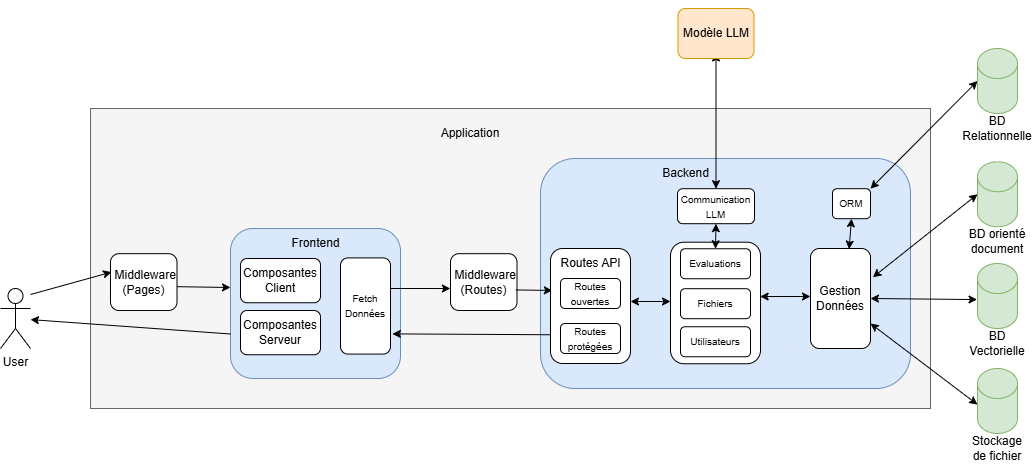 Modèle LLM
Application
BD
Relationnelle
Backend
Communication
LLM
ORM
BD orienté
document
Frontend
Middleware
(Pages)
Composantes
Client
Composantes
Serveur
Fetch
Données
Middleware
(Routes)
Routes API
Routes
ouvertes
Routes
protégées
Evaluations
Fichiers
Utilisateurs
Gestion
Données
BD
Vectorielle
User
Stockage
de fichier